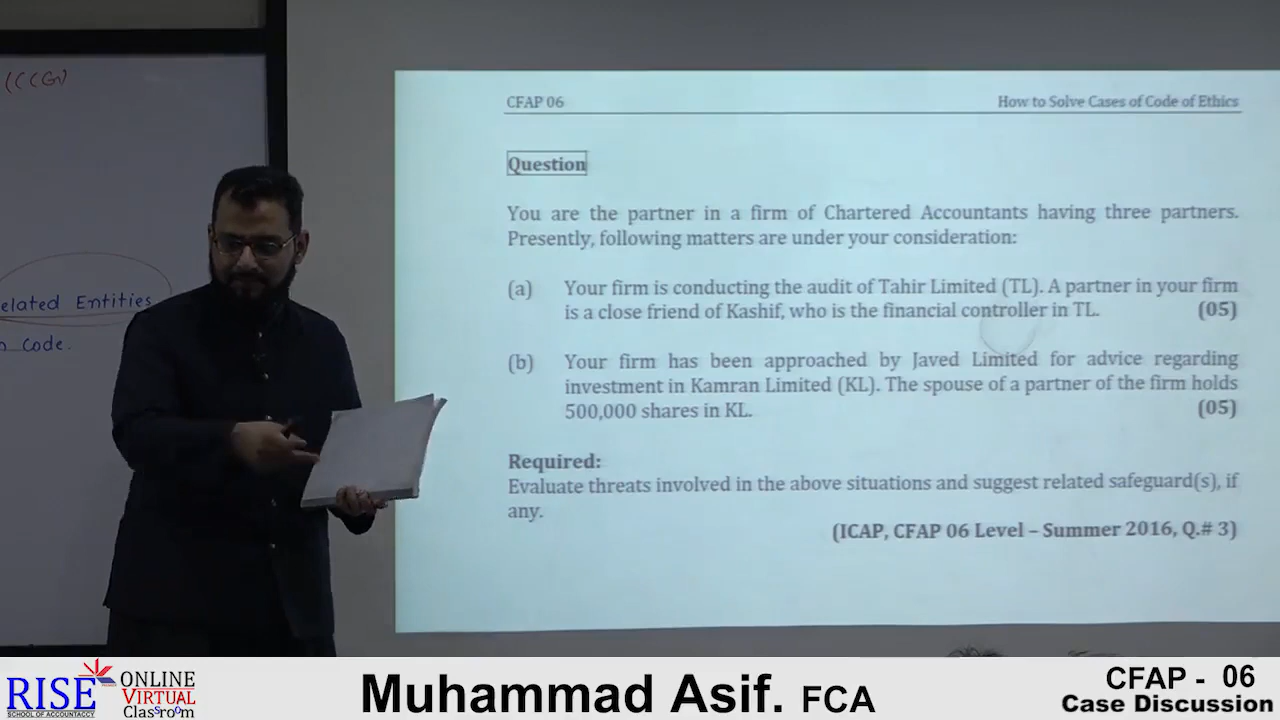 (CCG)
elated Entities
Code.
CFAP 06 How to Solve Cases of Code of Ethics
Question
You are the partner in a firm of Chartered Accountants having three partners.
Presently, following matters are under your consideration:
(a) Your firm is conducting the audit of Tahir Limited (TL). A partner in your firm
is a close friend of Kashif, who is the financial controller in TL. (05)
(b) Your firm has been approached by Javed Limited for advice regarding
investment in Kamran Limited (KL). The spouse of a partner of the firm holds
500,000 shares in KL. (05)
Required:
Evaluate threats involved in the above situations and suggest related safeguard(s), if
any.
(ICAP, CFAP 06 Level – Summer 2016, Q.# 3)
RISE
SCHOOL OF ACCOUNTANCY
ONLINE
VIRTUAL
Classroom
Muhammad Asif. FCA
CFAP - 06
Case Discussion